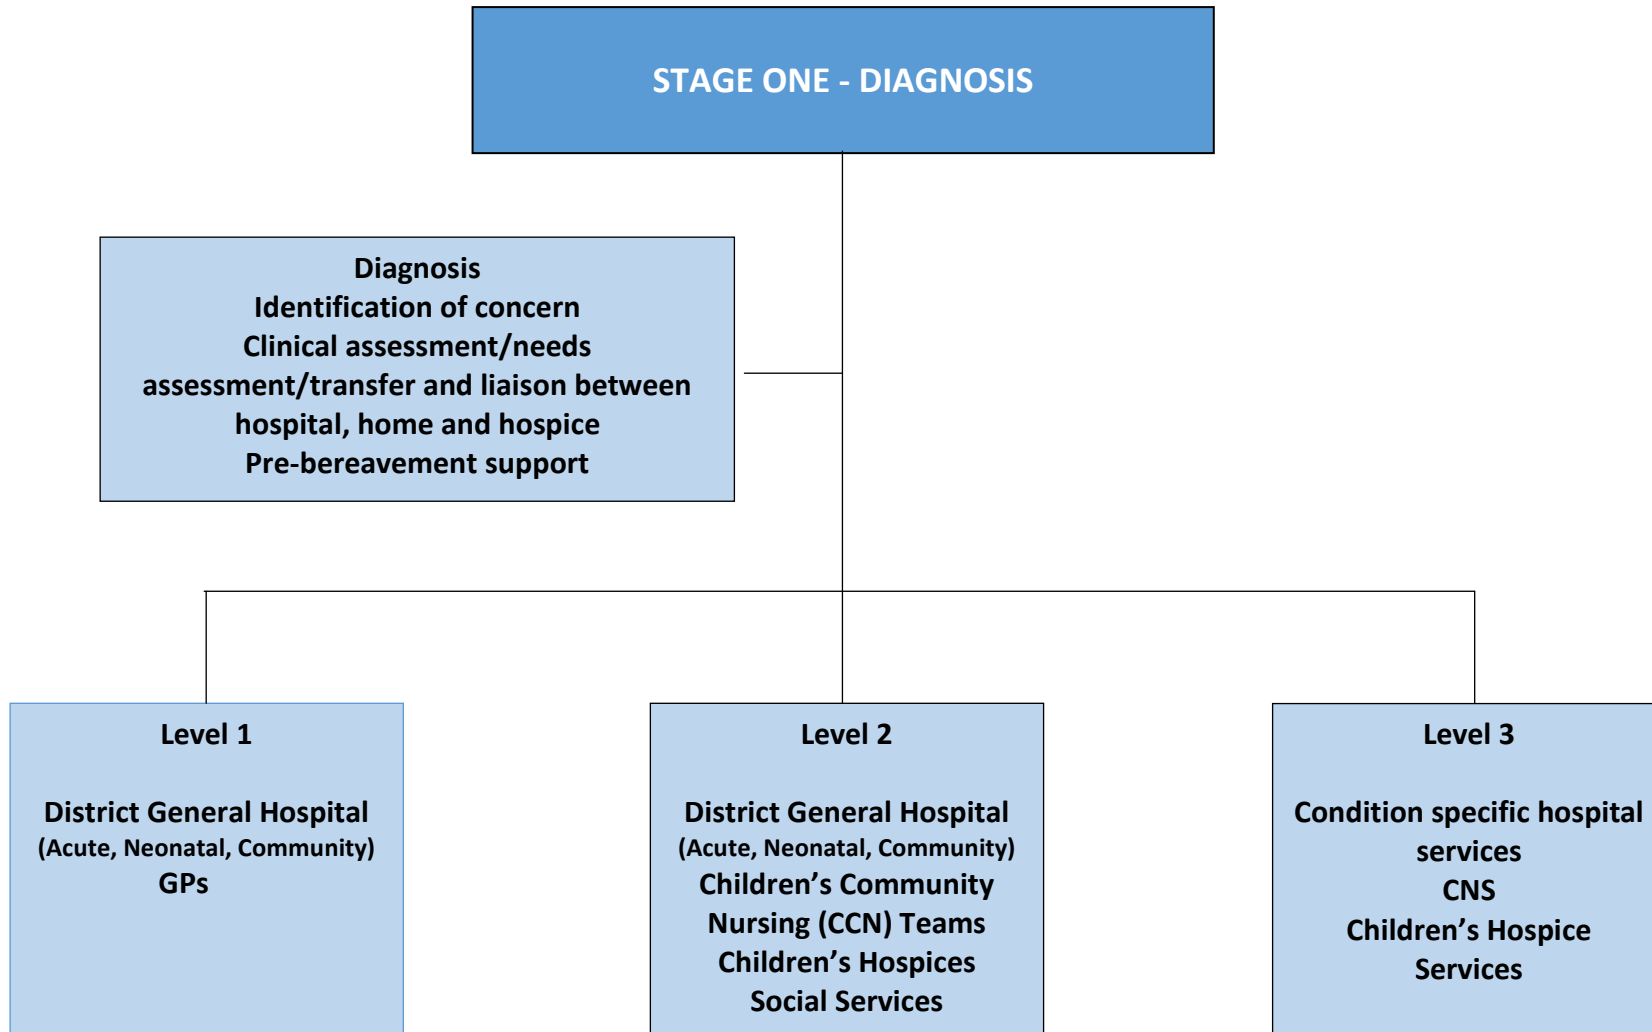 STAGE ONE - DIAGNOSIS
Diagnosis
Identification of concern
Clinical assessment/needs
assessment/transfer and liaison between
hospital, home and hospice
Pre-bereavement support
Level 1
District General Hospital
(Acute, Neonatal, Community)
GPs
Level 2
District General Hospital
(Acute, Neonatal, Community)
Children’s Community
Nursing (CCN) Teams
Children’s Hospices
Social Services
Level 3
Condition specific hospital
services
CNS
Children’s Hospice
Services